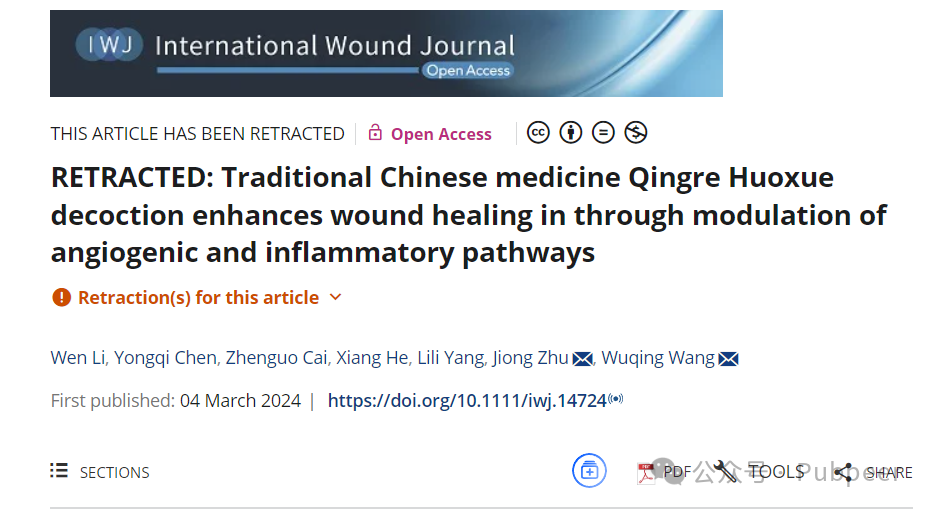 IWJ International Wound Journal
Open Access
THIS ARTICLE HAS BEEN RETRACTED Open Access cc
RETRACTED: Traditional Chinese medicine Qingre Huoxue
decoction enhances wound healing in through modulation of
angiogenic and inflammatory pathways
Retraction(s) for this article
Wen Li, Yongqi Chen, Zhenguo Cai, Xiang He, Lili Yang, Jiong Zhu, Wuqing Wang
First published: 04 March 2024 | https://doi.org/10.1111/iwj.14724
SECTIONS PDF TOOLS SHARE
公众号 · Pubpeer